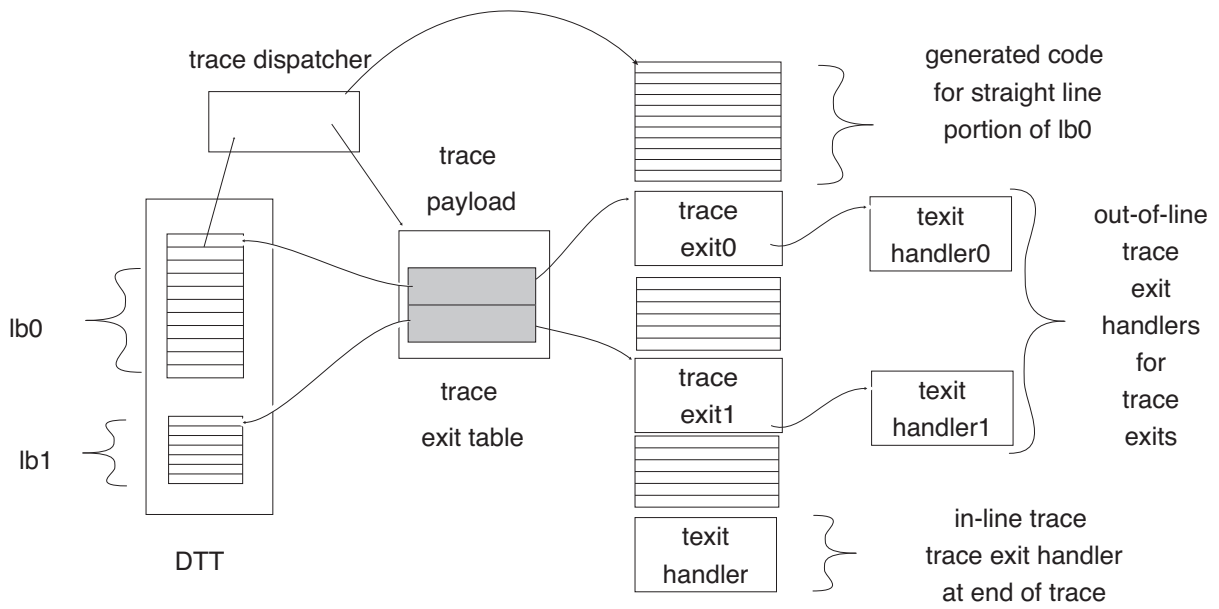 trace dispatcher
generated code
for straight line
portion of lb0
trace
payload
trace
exit0
texit
handler0
out-of-line
trace
exit
handlers
for
trace
exits
lb0
trace
exit table
trace
exit1
texit
handler1
lb1
DTT
texit
handler
in-line trace
trace exit handler
at end of trace